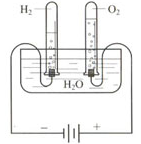 H₂ O₂
H₂O
− +